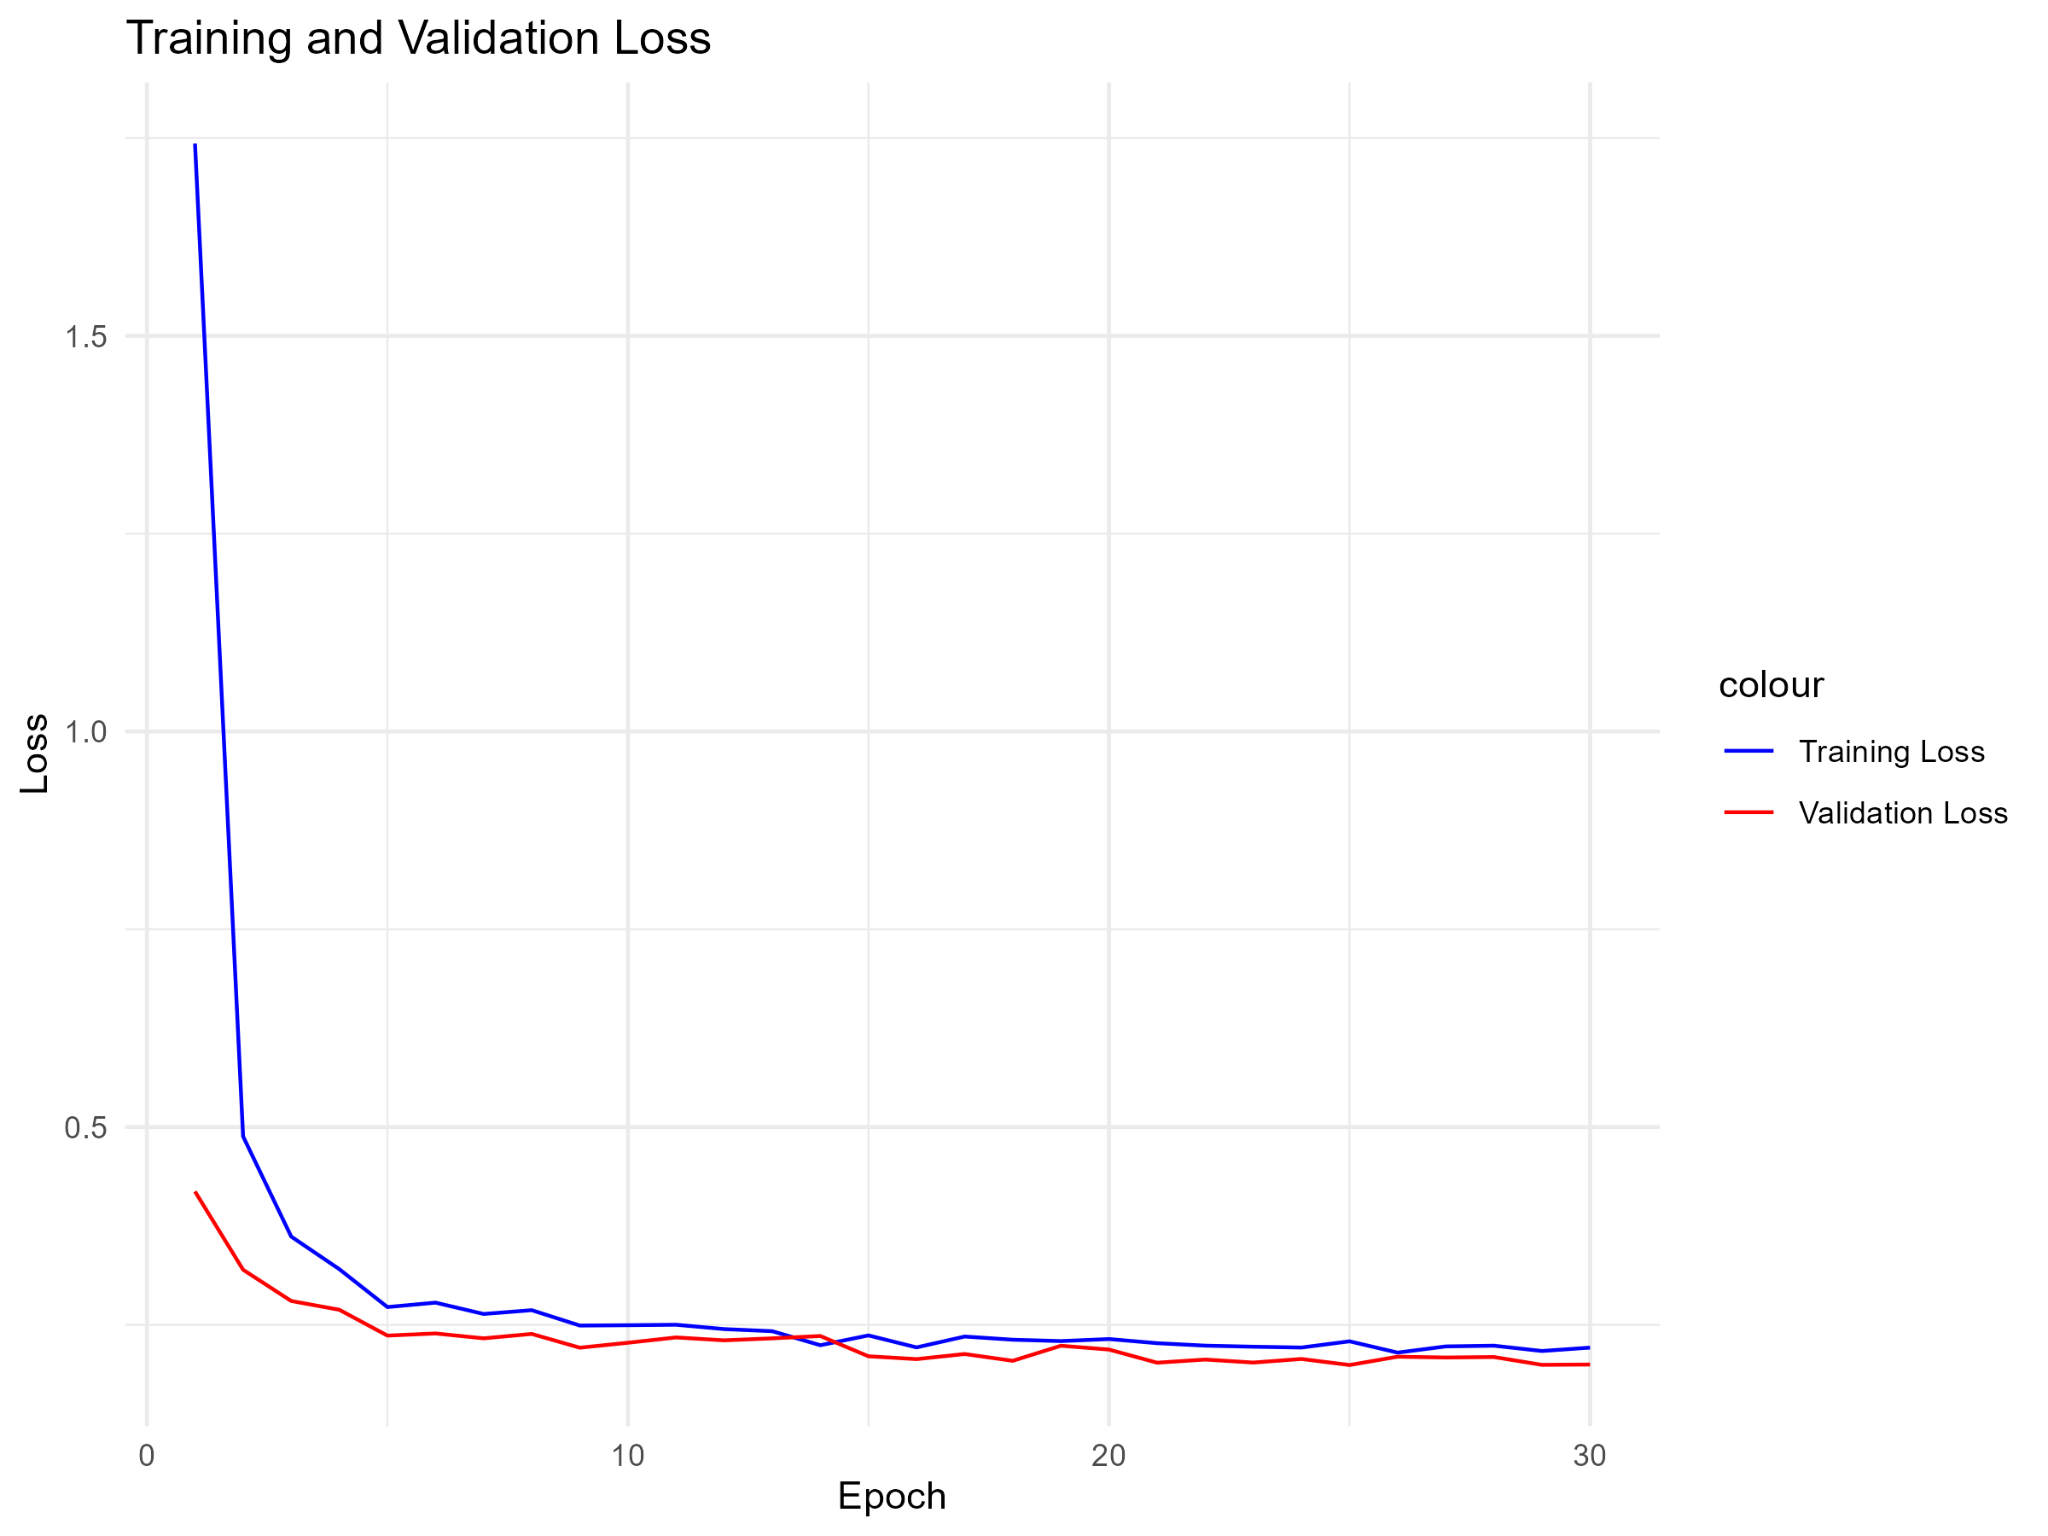 Training and Validation Loss
1.5
1.0
0.5
Loss
0
10
20
30
Epoch
colour
Training Loss
Validation Loss